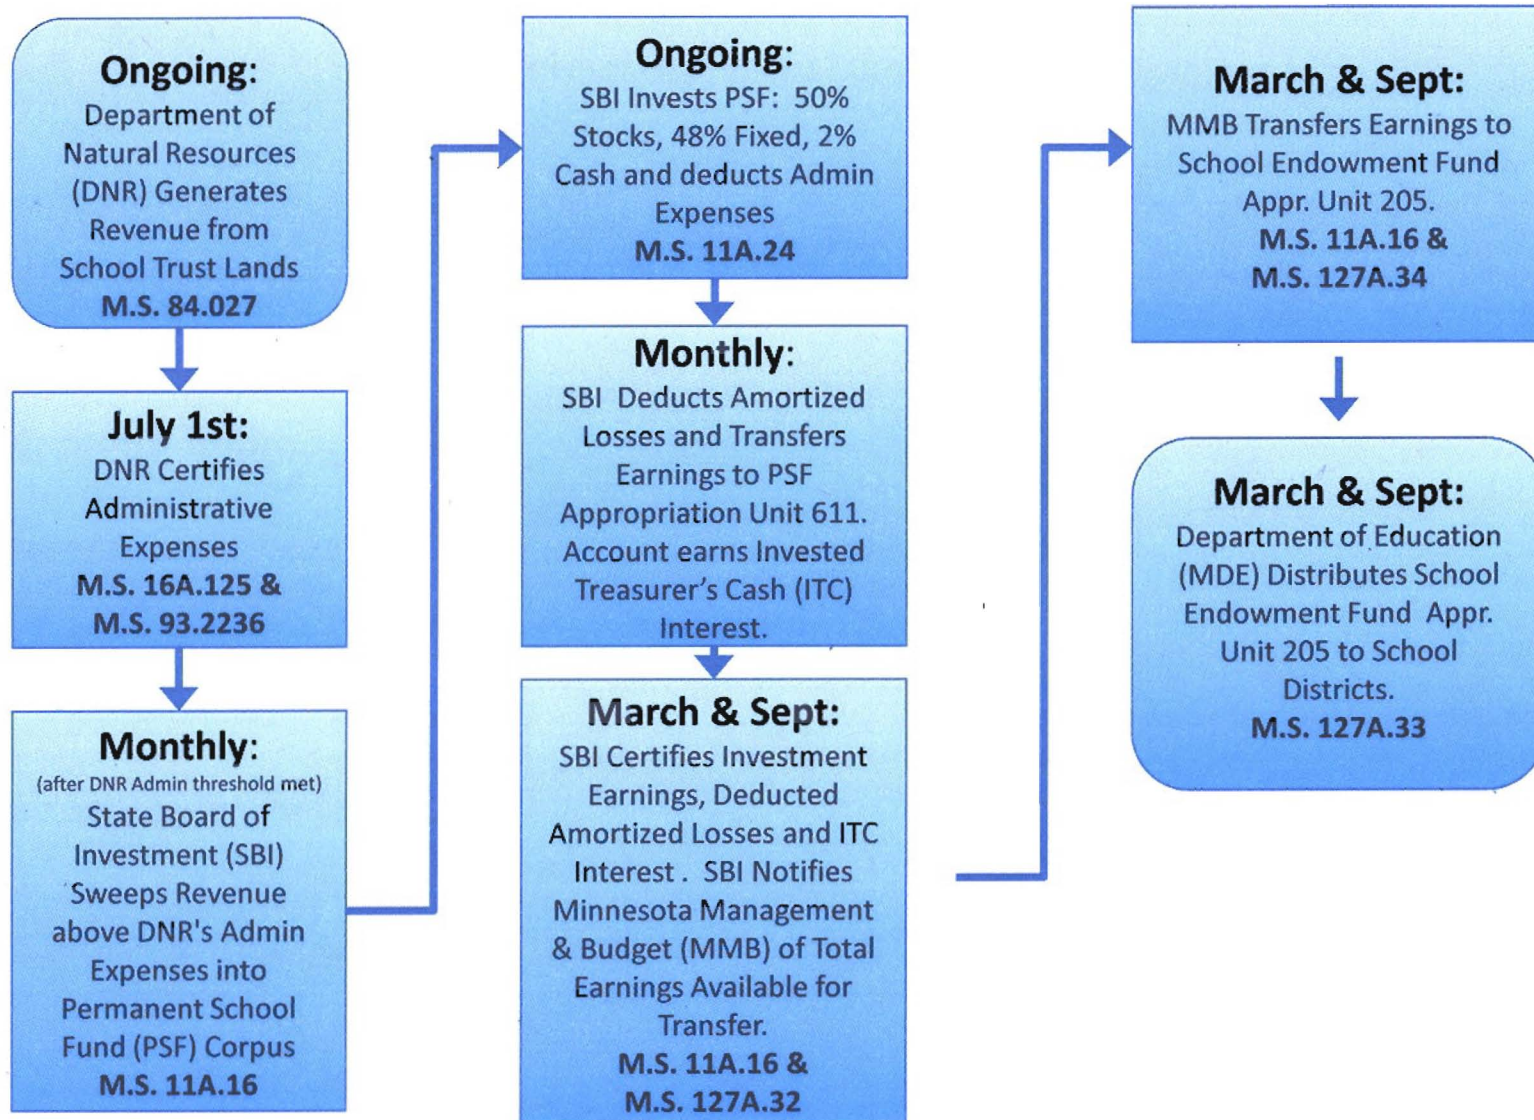 Ongoing:
Department of
Natural Resources
(DNR) Generates
Revenue from
School Trust Lands
M.S. 84.027
July 1st:
DNR Certifies
Administrative
Expenses
M.S. 16A.125 &
M.S. 93.2236
Monthly:
(after DNR Admin threshold met)
State Board of
Investment (SBI)
Sweeps Revenue
above DNR's Admin
Expenses into
Permanent School
Fund (PSF) Corpus
M.S. 11A.16
Ongoing:
SBI Invests PSF: 50%
Stocks, 48% Fixed, 2%
Cash and deducts Admin
Expenses
M.S. 11A.24
Monthly:
SBI Deducts Amortized
Losses and Transfers
Earnings to PSF
Appropriation Unit 611.
Account earns Invested
Treasurer’s Cash (ITC)
Interest.
March & Sept:
SBI Certifies Investment
Earnings, Deducted
Amortized Losses and ITC
Interest . SBI Notifies
Minnesota Management
& Budget (MMB) of Total
Earnings Available for
Transfer.
M.S. 11A.16 &
M.S. 127A.32
March & Sept:
MMB Transfers Earnings to
School Endowment Fund
Appr. Unit 205.
M.S. 11A.16 &
M.S. 127A.34
March & Sept:
Department of Education
(MDE) Distributes School
Endowment Fund Appr.
Unit 205 to School
Districts.
M.S. 127A.33